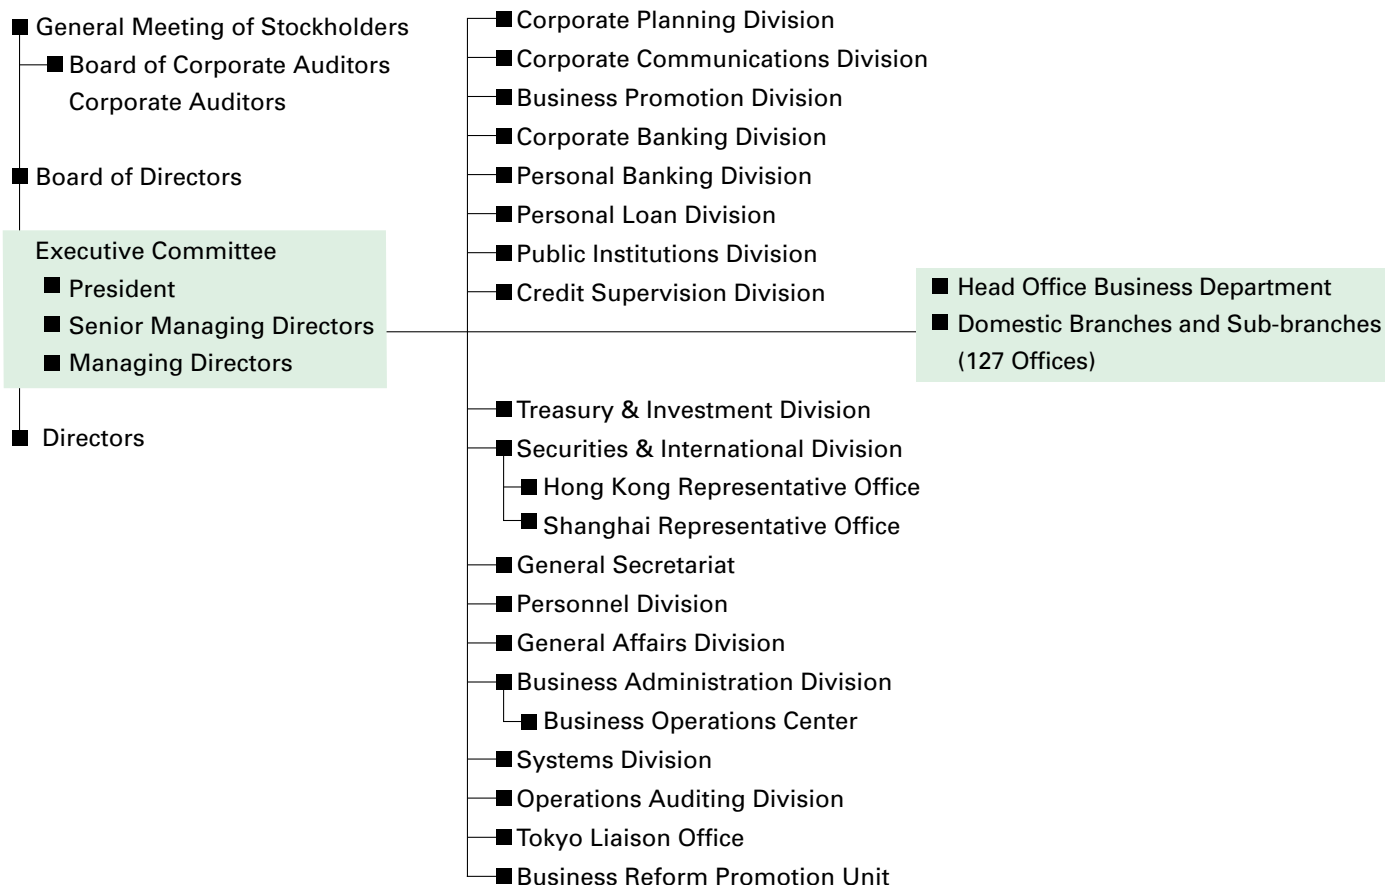 General Meeting of Stockholders
Board of Corporate Auditors
Corporate Auditors
Board of Directors
Executive Committee
President
Senior Managing Directors
Managing Directors
Directors
Corporate Planning Division
Corporate Communications Division
Business Promotion Division
Corporate Banking Division
Personal Banking Division
Personal Loan Division
Public Institutions Division
Credit Supervision Division
Treasury & Investment Division
Securities & International Division
Hong Kong Representative Office
Shanghai Representative Office
General Secretariat
Personnel Division
General Affairs Division
Business Administration Division
Business Operations Center
Systems Division
Operations Auditing Division
Tokyo Liaison Office
Business Reform Promotion Unit
Head Office Business Department
Domestic Branches and Sub-branches
(127 Offices)